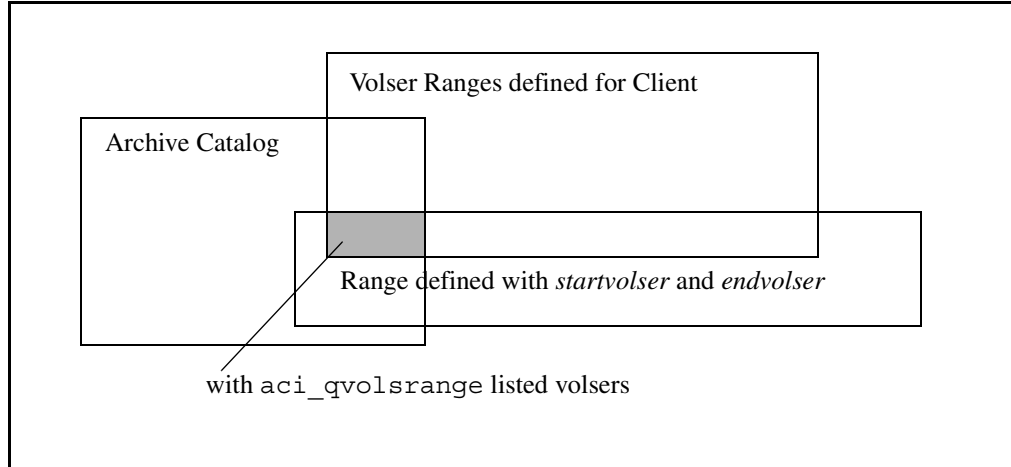 Volser Ranges defined for Client
Archive Catalog
Range defined with startvolser and endvolser
with aci_qvolsrange listed volsers